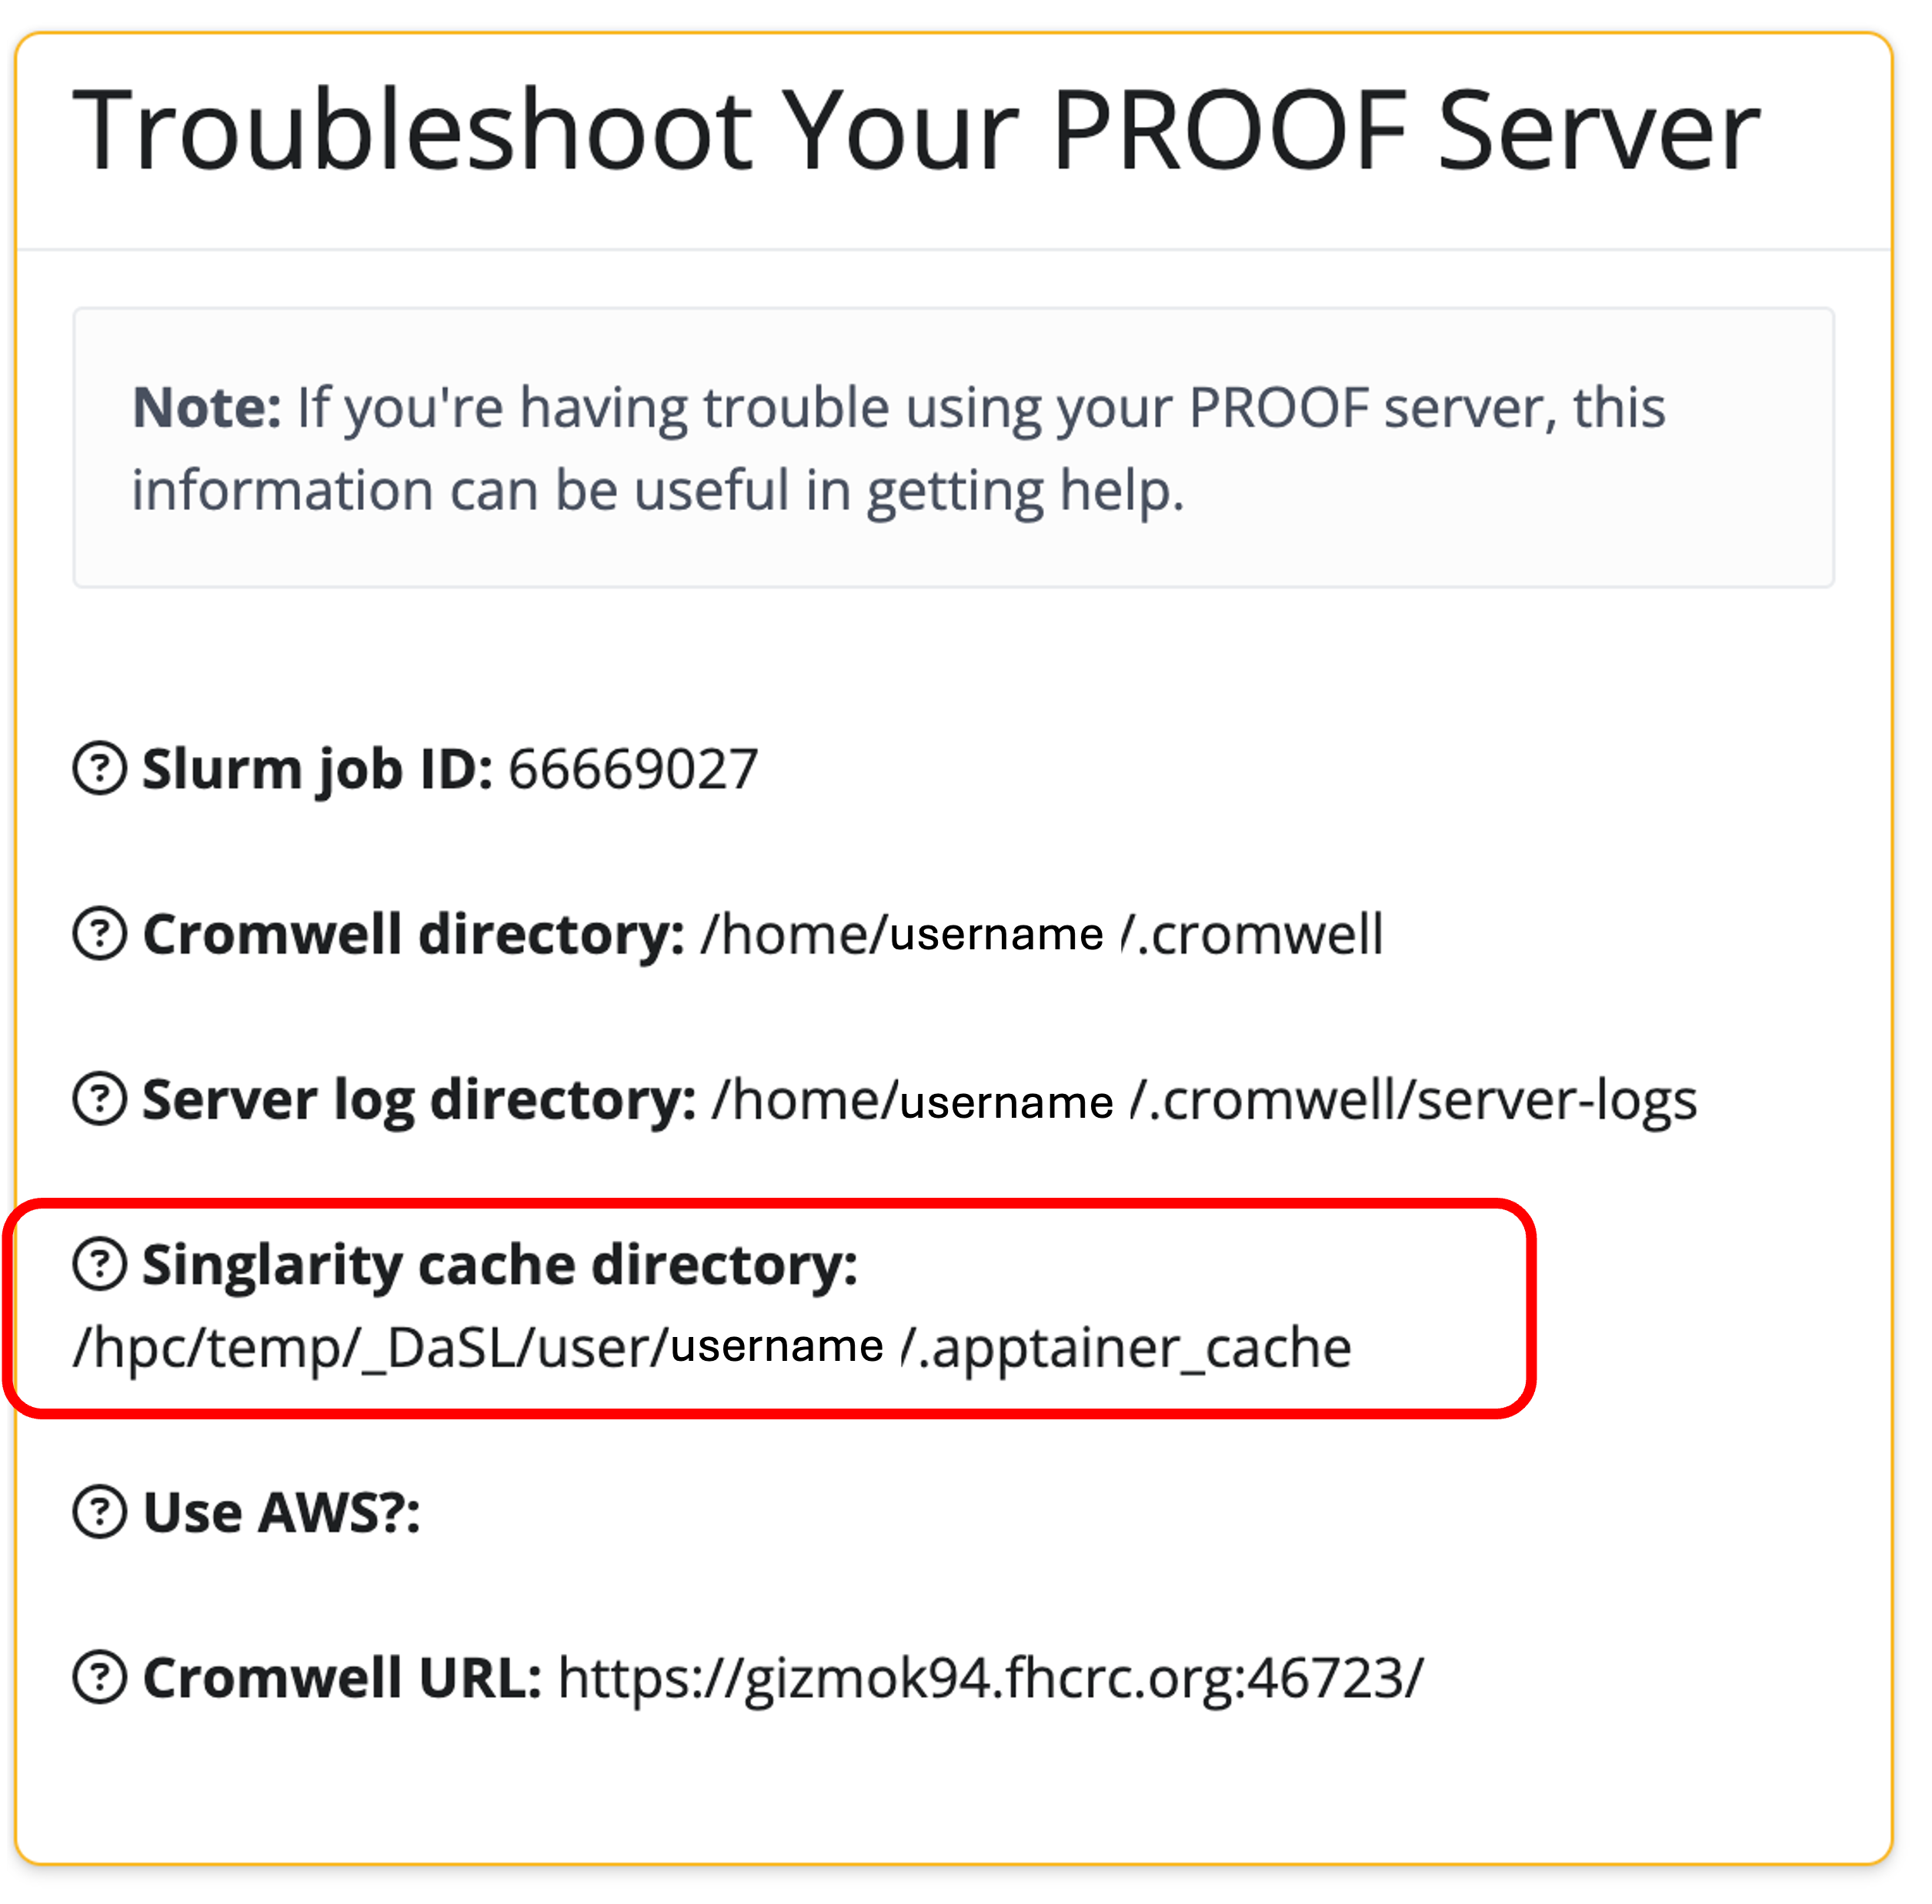 Troubleshoot Your PROOF Server
Note: If you're having trouble using your PROOF server, this
information can be useful in getting help.
Slurm job ID: 66669027
Cromwell directory: /home/username /.cromwell
Server log directory: /home/username /.cromwell/server-logs
Singlarity cache directory:
/hpc/temp/_DaSL/user/username /.apptainer_cache
Use AWS?:
Cromwell URL: https://gizmok94.fhcrc.org:46723/